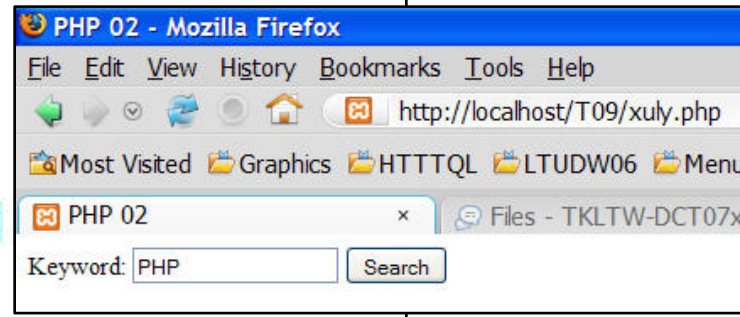 PHP 02 - Mozilla Firefox
File Edit View History Bookmarks Tools Help
http://localhost/T09/xuly.php
Most Visited Graphics HTTTQL LTUDW06 Menu
PHP 02 × Files - TKLTW-DCT07x
Keyword: PHP Search